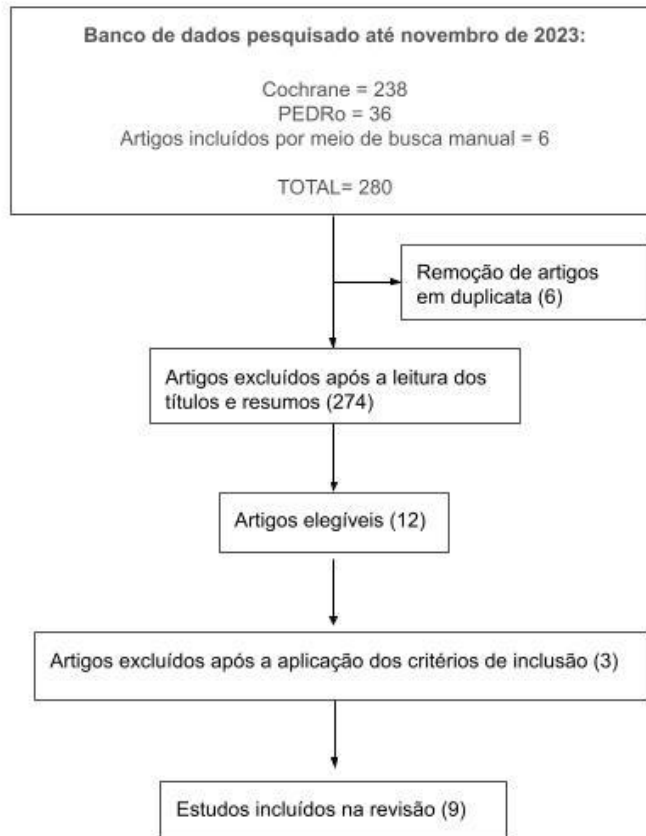 Banco de dados pesquisado até novembro de 2023:
Cochrane = 238
PEDRo = 36
Artigos incluídos por meio de busca manual = 6
TOTAL= 280
Remoção de artigos
em duplicata (6)
Artigos excluídos após a leitura dos
títulos e resumos (274)
Artigos elegíveis (12)
Artigos excluídos após a aplicação dos critérios de inclusão (3)
Estudos incluídos na revisão (9)